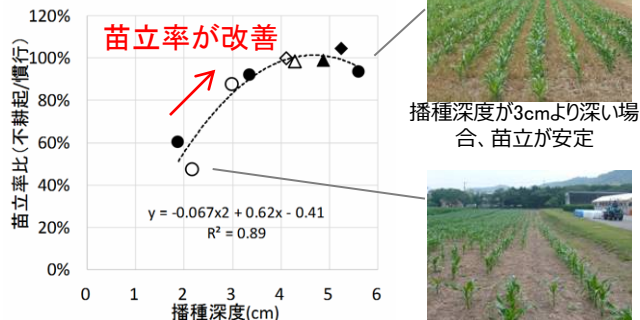 苗立率が改善
120%
100%
80%
60%
40%
20%
0%
苗立率比(不耕起/慣行)
y = -0.067x2 + 0.62x - 0.41
R² = 0.89
0 1 2 3 4 5 6
播種深度(cm)
播種深度が3cmより深い場
合、苗立が安定